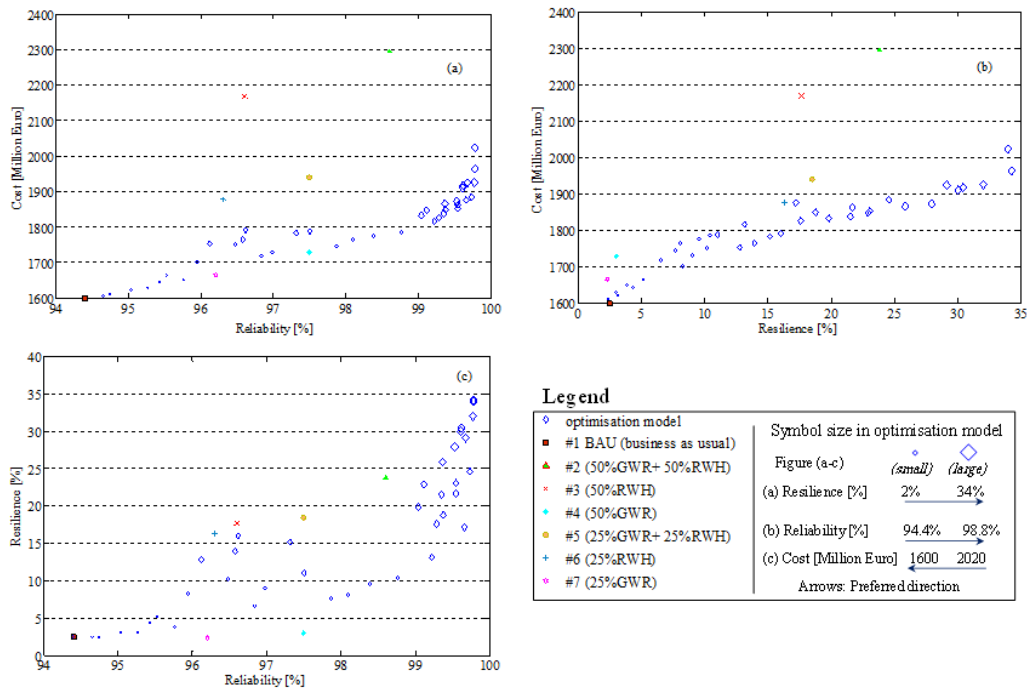 2400
2300
2200
2100
2000
1900
1800
1700
1600
Cost [Million Euro]
(a)
94
95
96
97
98
99
100
Reliability [%]
2400
2300
2200
2100
2000
1900
1800
1700
1600
Cost [Million Euro]
(b)
0
5
10
15
20
25
30
35
Resilience [%]
40
35
30
25
20
15
10
5
0
Resilience [%]
(c)
94
95
96
97
98
99
100
Reliability [%]
Legend
optimisation model
#1 BAU (business as usual)
#2 (50%GWR+ 50%RWH)
#3 (50%RWH)
#4 (50%GWR)
#5 (25%GWR+ 25%RWH)
#6 (25%RWH)
#7 (25%GWR)
Symbol size in optimisation model
Figure (a-c) (small) (large)
(a) Resilience [%] 2% 34%
(b) Reliability [%] 94.4% 98.8%
(c) Cost [Million Euro] 1600 2020
Arrows: Preferred direction